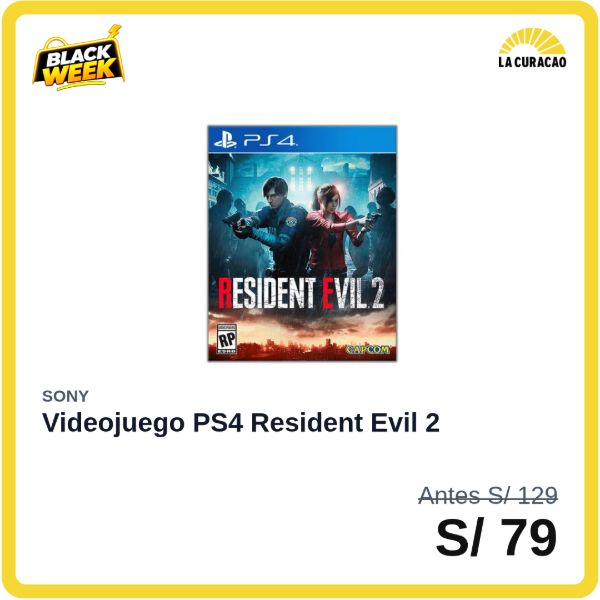 BLACK
WEEK
LA CURACAO
PS4
RESIDENT EVIL 2
RP
ESRB
CAPCOM
SONY
Videojuego PS4 Resident Evil 2
Antes S/ 129
S/ 79